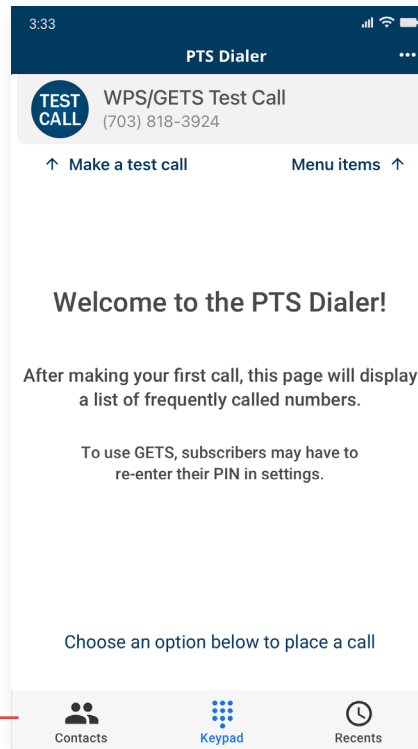 3:33
PTS Dialer
TEST CALL
WPS/GETS Test Call
(703) 818-3924
↑ Make a test call
Menu items ↑
Welcome to the PTS Dialer!
After making your first call, this page will display
a list of frequently called numbers.
To use GETS, subscribers may have to
re-enter their PIN in settings.
Choose an option below to place a call
Contacts
Keypad
Recents